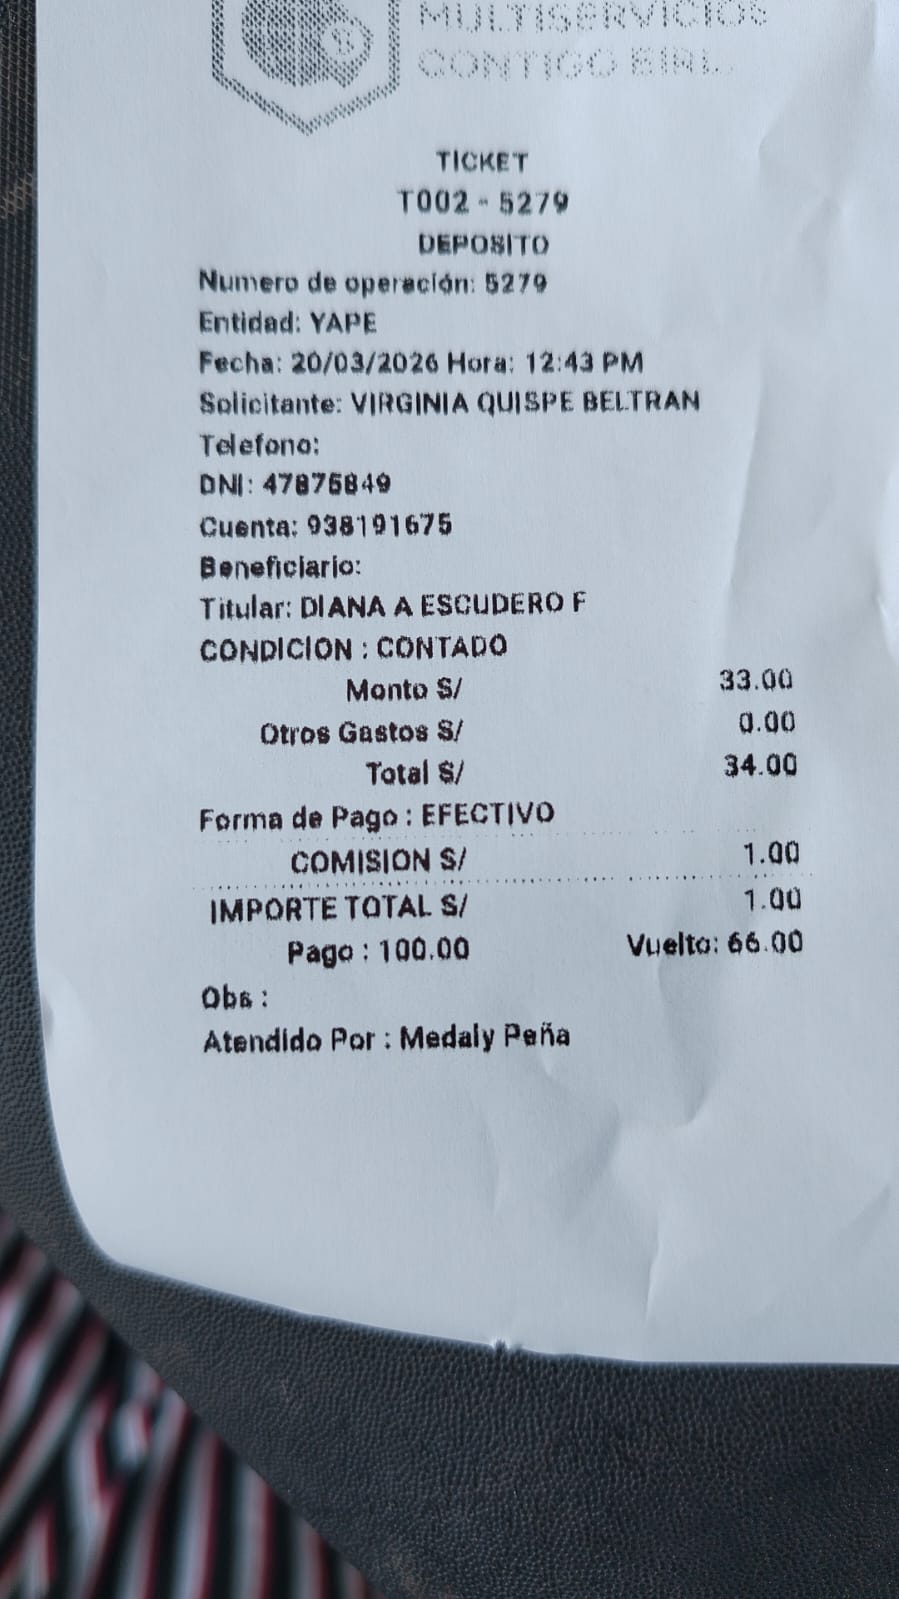 MULTISERVICIOS
CONTIGO EIRL.
TICKET
T002 - 5279
DEPOSITO
Numero de operación: 5279
Entidad: YAPE
Fecha: 20/03/2026 Hora: 12:43 PM
Solicitante: VIRGINIA QUISPE BELTRAN
Telefono:
DNI: 47875849
Cuenta: 938191675
Beneficiario:
Titular: DIANA A ESCUDERO F
CONDICION : CONTADO
Monto S/ 33.00
Otros Gastos S/ 0.00
Total S/ 34.00
Forma de Pago : EFECTIVO
COMISION S/ 1.00
IMPORTE TOTAL S/ 1.00
Pago : 100.00 Vuelto: 66.00
Obs :
Atendido Por : Medaly Peña